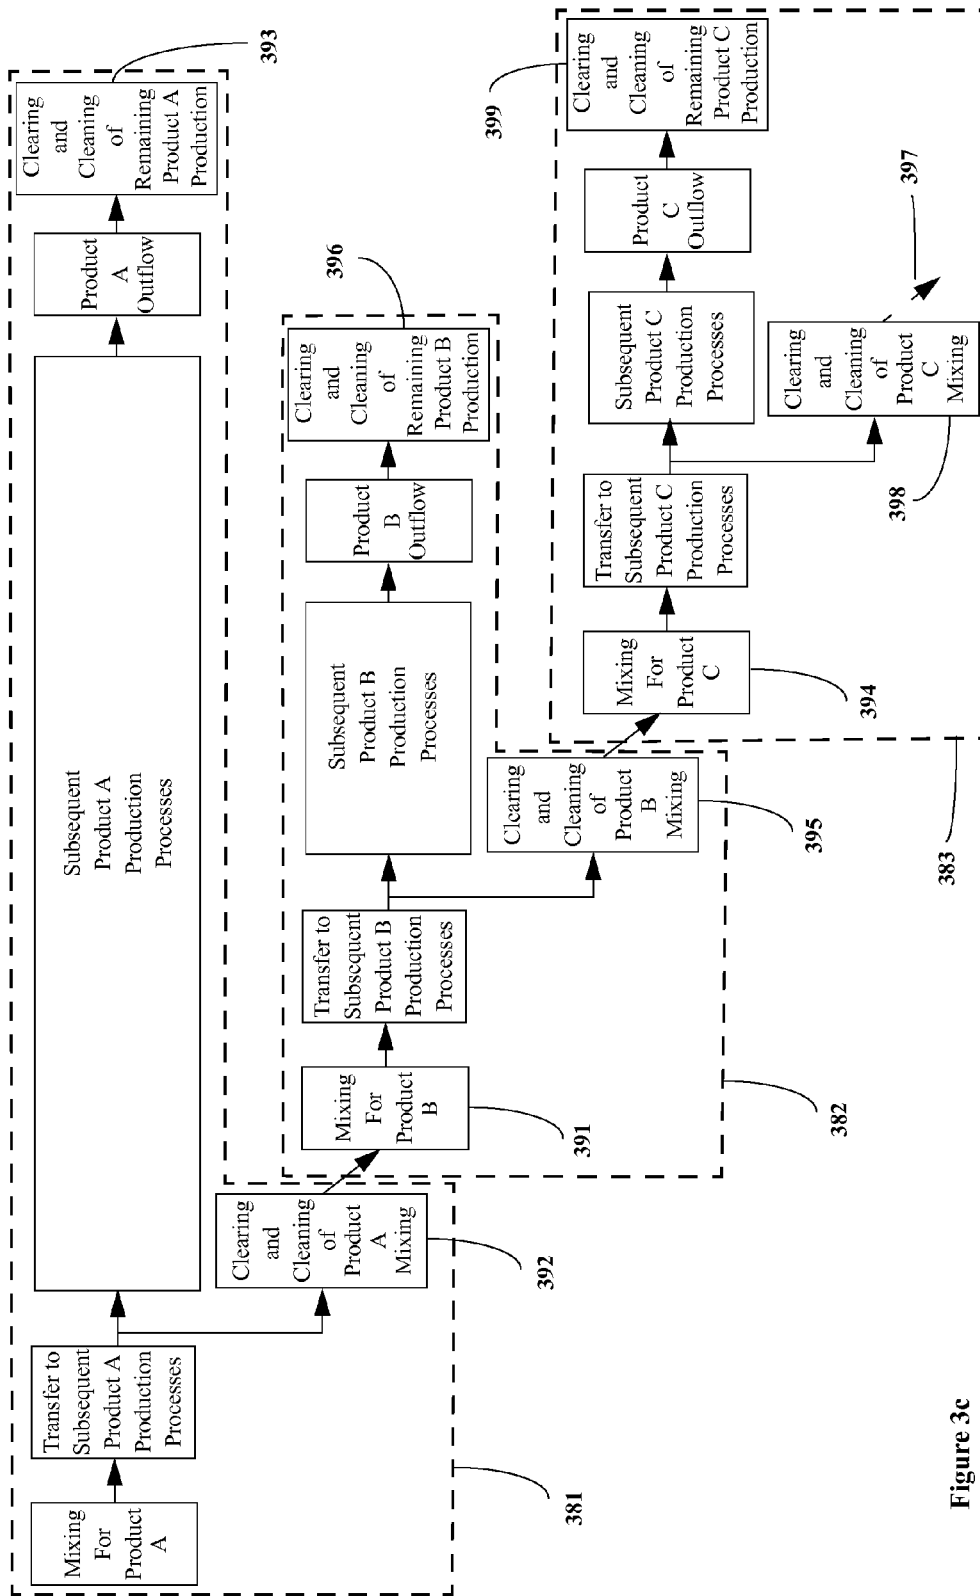 Mixing
For
Product
A
Transfer to
Subsequent
Product A
Production
Processes
Subsequent
Product A
Production
Processes
Product
A
Outflow
Clearing
and
Cleaning
of
Remaining
Product A
Production
393
Clearing
and
Cleaning
of
Product
A
Mixing
392
381
Mixing
For
Product
B
391
Transfer to
Subsequent
Product B
Production
Processes
Subsequent
Product B
Production
Processes
Product
B
Outflow
Clearing
and
Cleaning
of
Remaining
Product B
Production
396
Clearing
and
Cleaning
of
Product
B
Mixing
395
382
Mixing
For
Product
C
394
Transfer to
Subsequent
Product C
Production
Processes
Subsequent
Product C
Production
Processes
Product
C
Outflow
Clearing
and
Cleaning
of
Remaining
Product C
Production
399
Clearing
and
Cleaning
of
Product
C
Mixing
398
397
383
Figure 3c